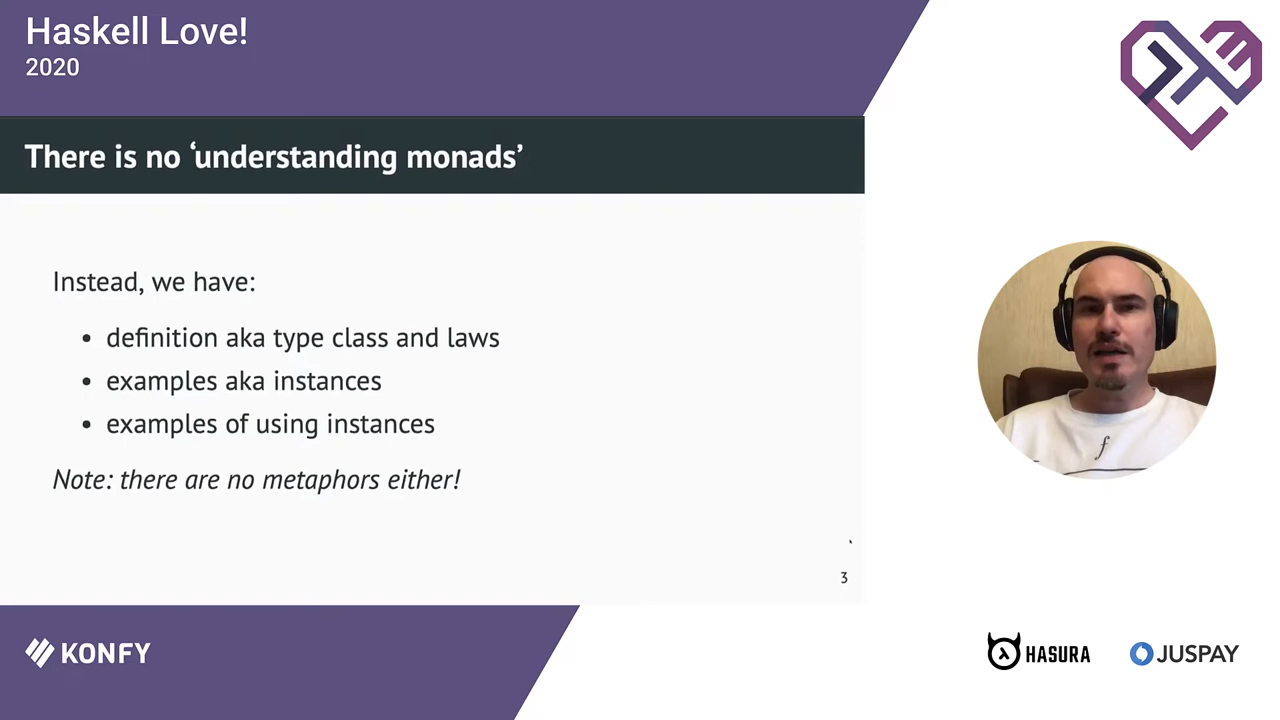 Haskell Love!
2020
There is no ‘understanding monads’
Instead, we have:
• definition aka type class and laws
• examples aka instances
• examples of using instances
Note: there are no metaphors either!
3
f
KONFY
HASURA
JUSPAY